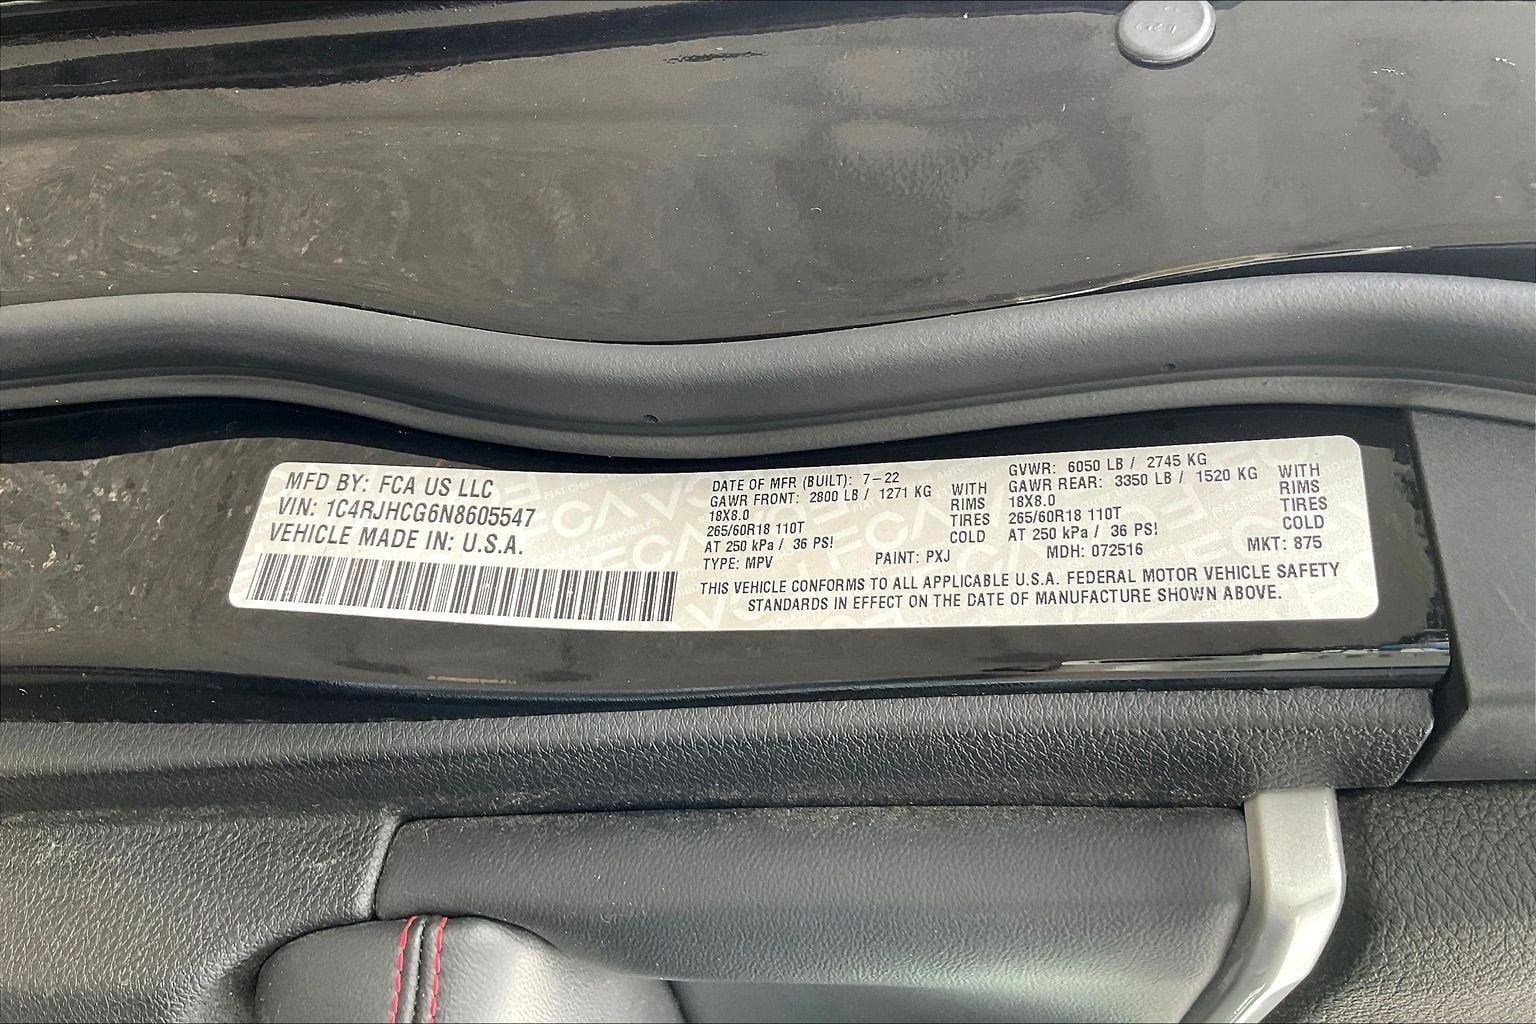 MFD BY: FCA US LLC
VIN: 1C4RJHCG6N8605547
VEHICLE MADE IN: U.S.A.
DATE OF MFR (BUILT): 7-22
GAWR FRONT: 2800 LB / 1271 KG WITH
18X8.0 RIMS
265/60R18 110T TIRES
AT 250 kPa / 36 PSI COLD
TYPE: MPV PAINT: PXJ
GVWR: 6050 LB / 2745 KG
GAWR REAR: 3350 LB / 1520 KG WITH
18X8.0 RIMS
265/60R18 110T TIRES
AT 250 kPa / 36 PSI COLD
MDH: 072516 MKT: 875
THIS VEHICLE CONFORMS TO ALL APPLICABLE U.S.A. FEDERAL MOTOR VEHICLE SAFETY
STANDARDS IN EFFECT ON THE DATE OF MANUFACTURE SHOWN ABOVE.